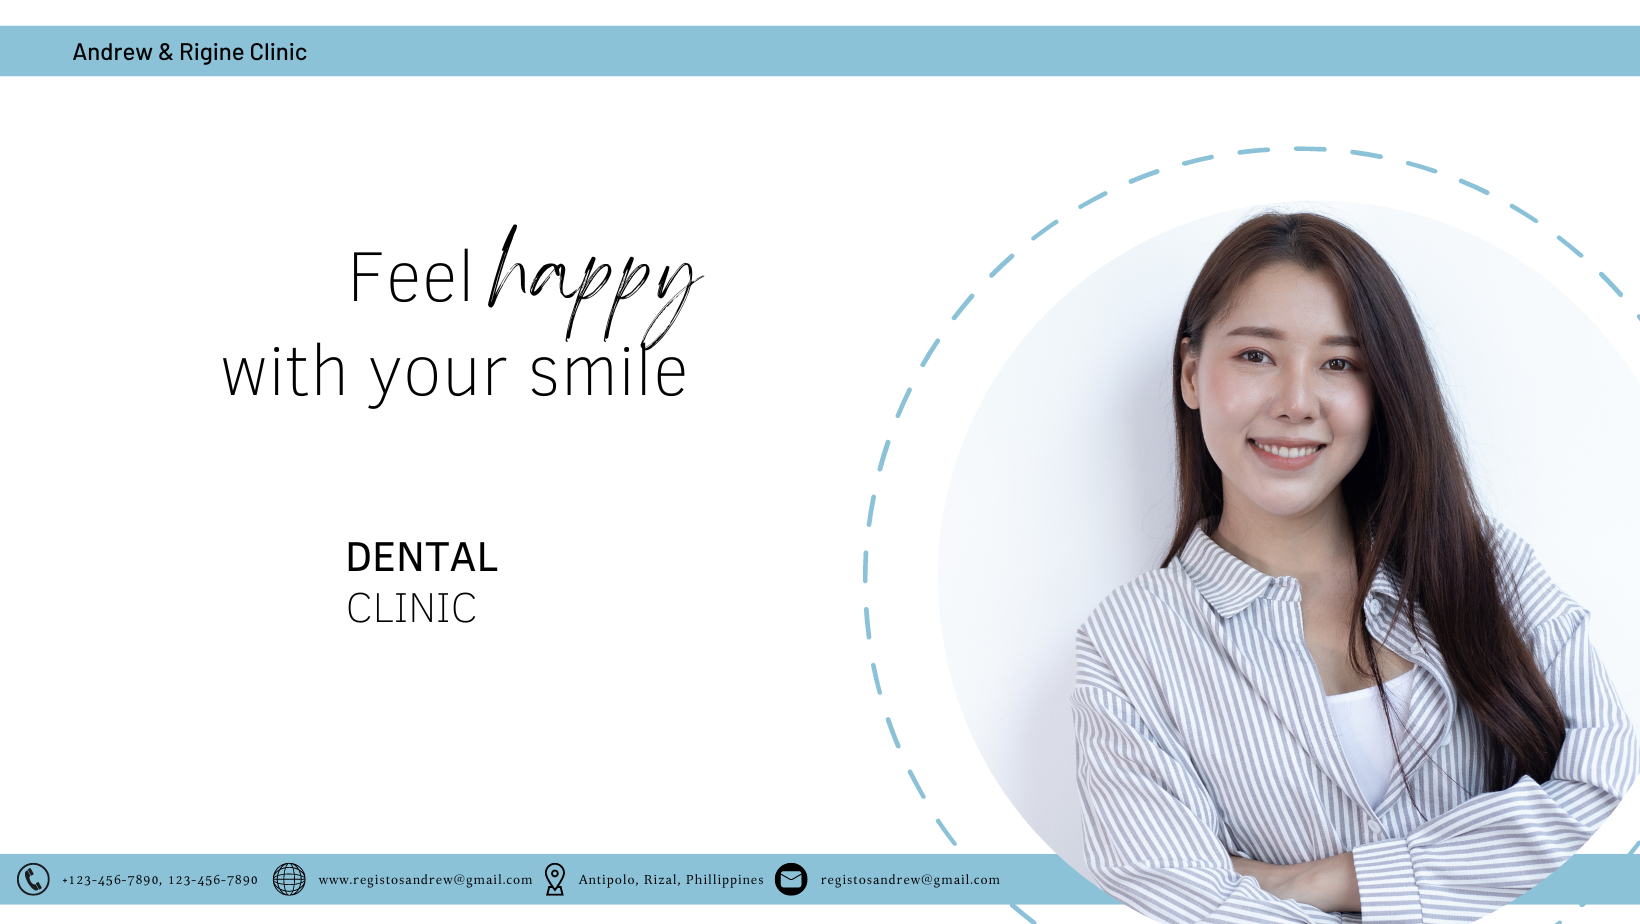 Andrew & Rigine Clinic
Feel happy
with your smile
DENTAL
CLINIC
+123-456-7890, 123-456-7890 www.registosandrew@gmail.com Antipolo, Rizal, Phillippines registosandrew@gmail.com